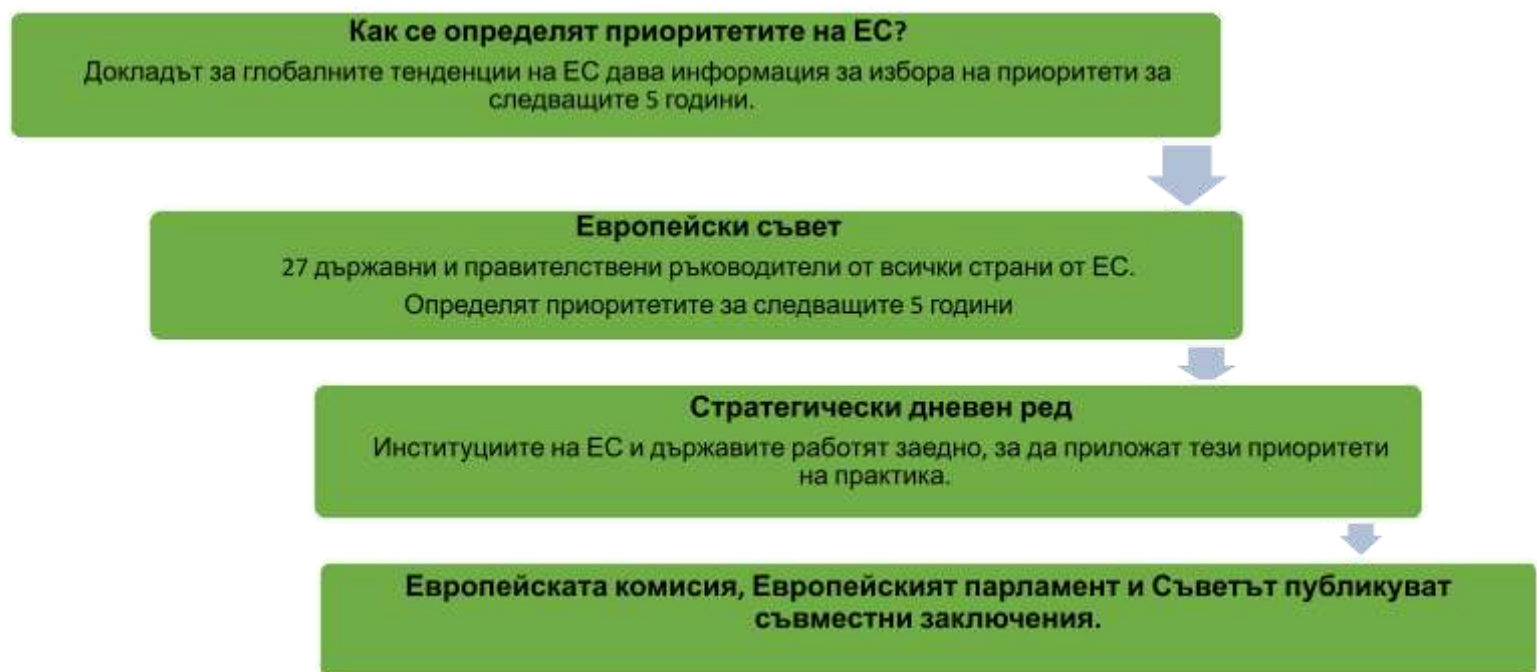 Как се определят приоритетите на ЕС?
Докладът за глобалните тенденции на ЕС дава информация за избора на приоритети за
следващите 5 години.
Европейски съвет
27 държавни и правителствени ръководители от всички страни от ЕС.
Определят приоритетите за следващите 5 години
Стратегически дневен ред
Институциите на ЕС и държавите работят заедно, за да приложат тези приоритети
на практика.
Европейската комисия, Европейският парламент и Съветът публикуват
съвместни заключения.